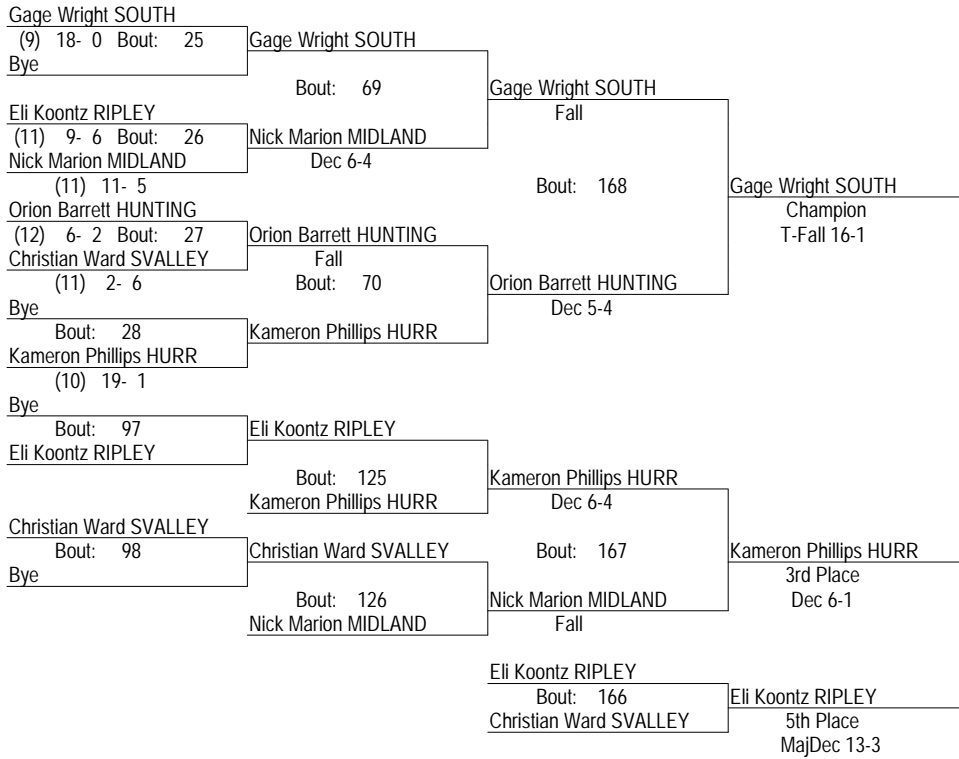 Gage Wright SOUTH
(9) 18- 0 Bout: 25 Gage Wright SOUTH
Bye
Bout: 69 Gage Wright SOUTH
Eli Koontz RIPLEY Fall
(11) 9- 6 Bout: 26 Nick Marion MIDLAND
Nick Marion MIDLAND Dec 6-4
(11) 11- 5 Bout: 168 Gage Wright SOUTH
Orion Barrett HUNTING Champion
(12) 6- 2 Bout: 27 Orion Barrett HUNTING T-Fall 16-1
Christian Ward SVALLEY Fall
(11) 2- 6 Bout: 70 Orion Barrett HUNTING
Bye Dec 5-4
Bout: 28 Kameron Phillips HURR
Kameron Phillips HURR
(10) 19- 1
Bye
Bout: 97 Eli Koontz RIPLEY
Eli Koontz RIPLEY
Bout: 125 Kameron Phillips HURR
Kameron Phillips HURR Dec 6-4
Christian Ward SVALLEY
Bout: 98 Christian Ward SVALLEY Bout: 167 Kameron Phillips HURR
Bye 3rd Place
Bout: 126 Nick Marion MIDLAND Dec 6-1
Nick Marion MIDLAND Fall
Eli Koontz RIPLEY
Bout: 166 Eli Koontz RIPLEY
Christian Ward SVALLEY 5th Place
MajDec 13-3